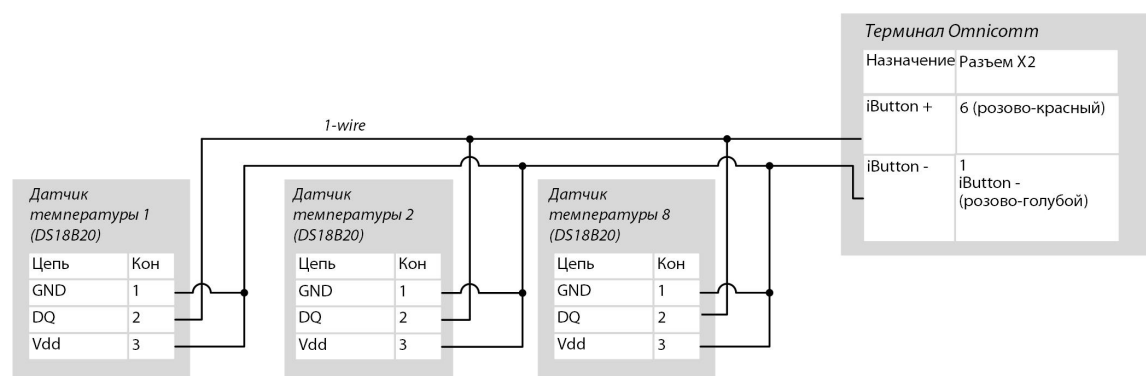 Терминал Omnicomm
Назначение Разъем X2
iButton + 6 (розово-красный)
iButton - 1
iButton -
(розово-голубой)
1-wire
Датчик
температуры 1
(DS18B20)
Цепь Кон
GND 1
DQ 2
Vdd 3
Датчик
температуры 2
(DS18B20)
Цепь Кон
GND 1
DQ 2
Vdd 3
Датчик
температуры 8
(DS18B20)
Цепь Кон
GND 1
DQ 2
Vdd 3